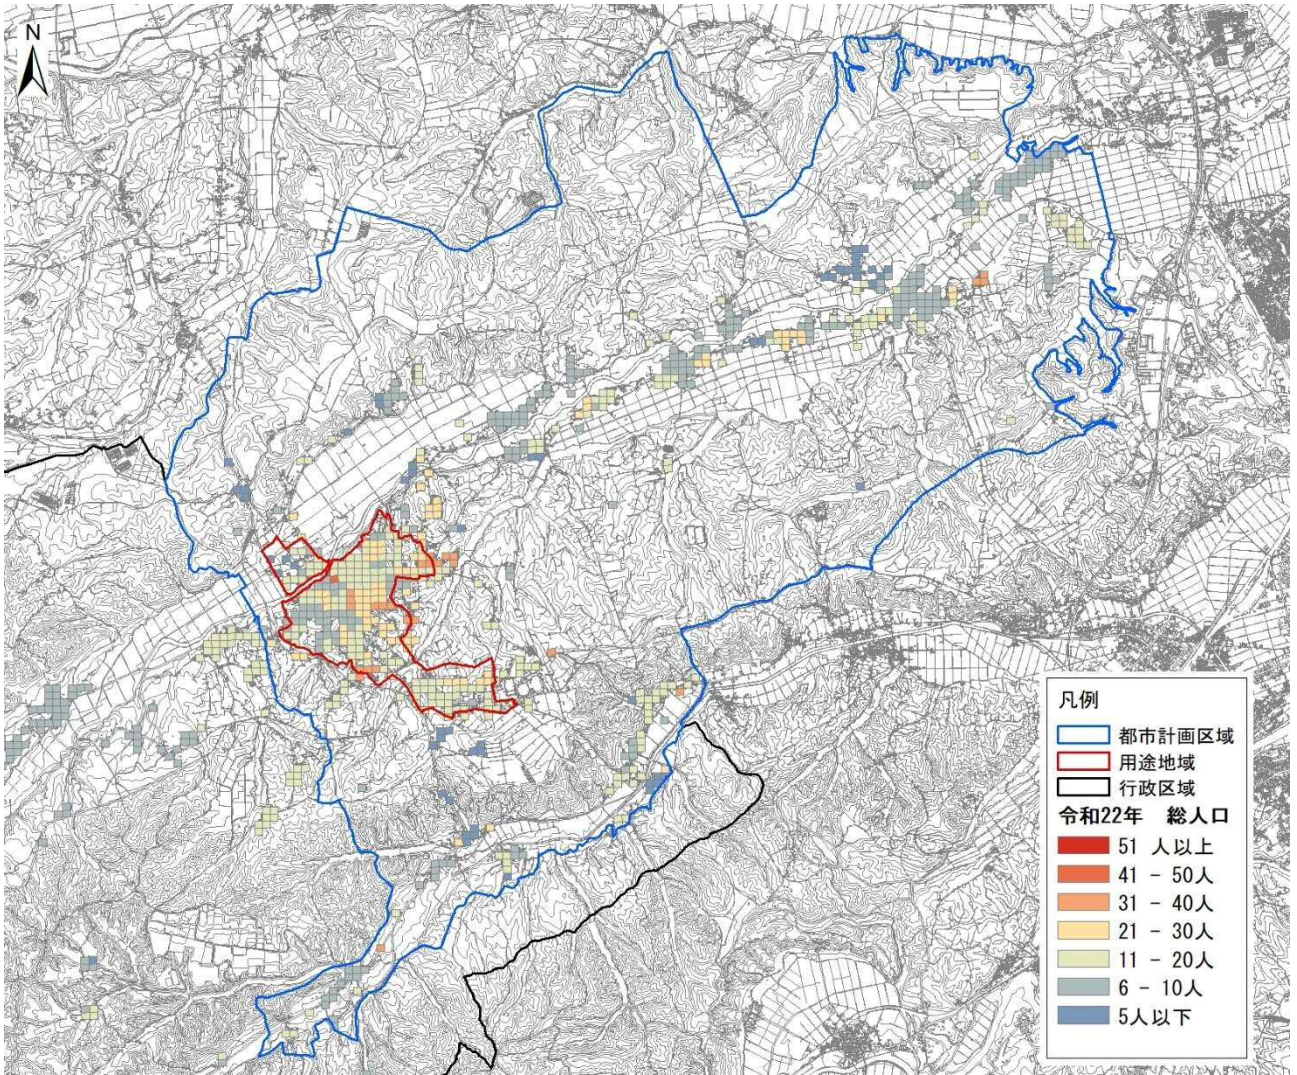 N
凡例
都市計画区域
用途地域
行政区域
令和22年 総人口
51 人以上
41 - 50人
31 - 40人
21 - 30人
11 - 20人
6 - 10人
5人以下